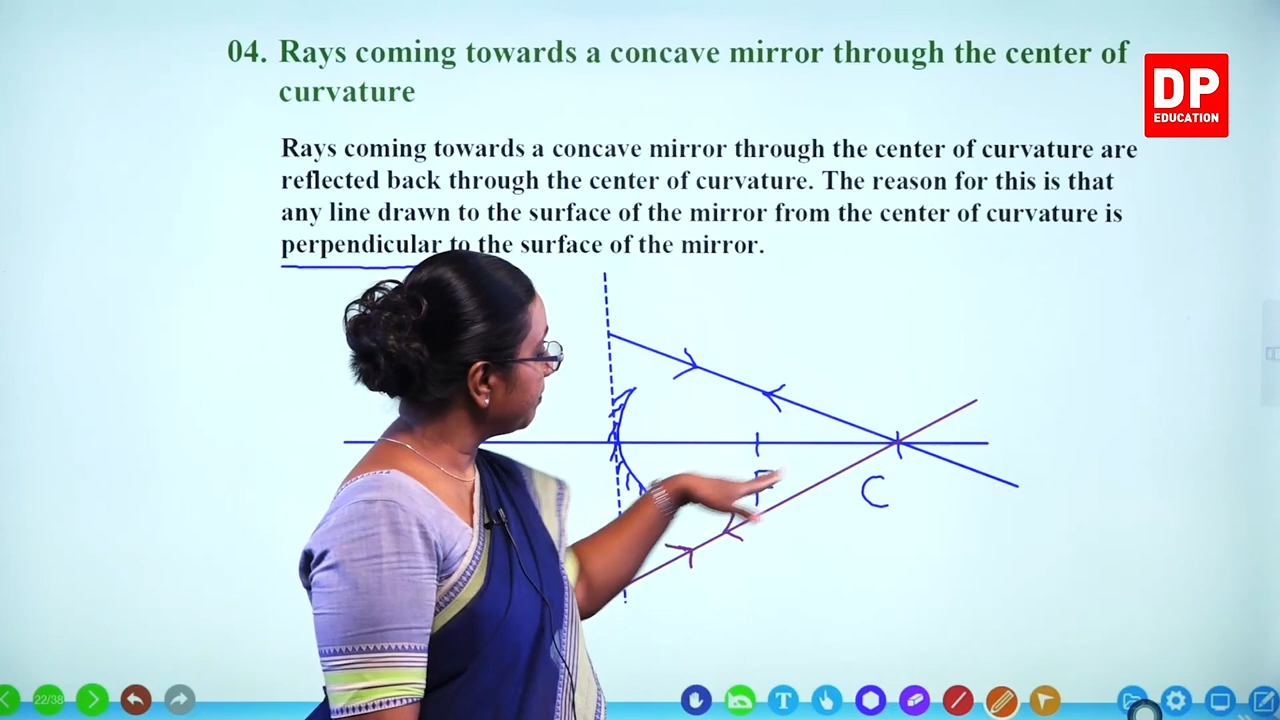 04. Rays coming towards a concave mirror through the center of
curvature
DP
EDUCATION
Rays coming towards a concave mirror through the center of curvature are
reflected back through the center of curvature. The reason for this is that
any line drawn to the surface of the mirror from the center of curvature is
perpendicular to the surface of the mirror.
F
C
22/38
T